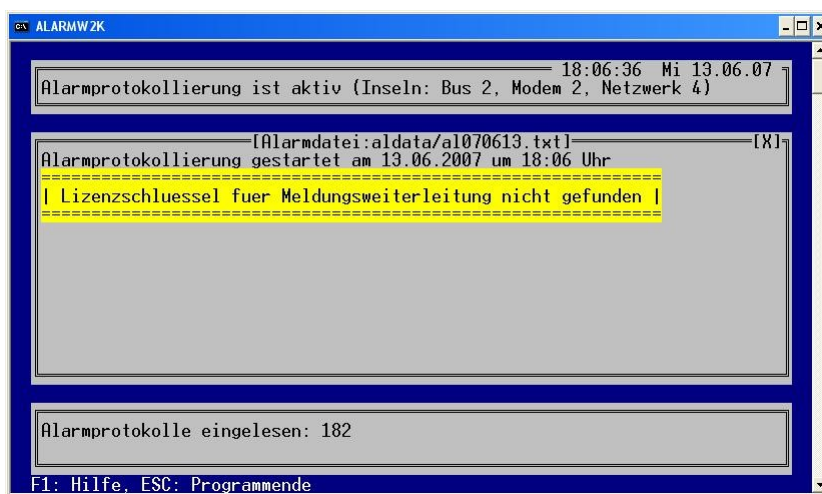 ALARMW2K
18:06:36 Mi 13.06.07
Alarmprotokollierung ist aktiv (Inseln: Bus 2, Modem 2, Netzwerk 4)
[Alarmdatei:aldata/al070613.txt] [X]
Alarmprotokollierung gestartet am 13.06.2007 um 18:06 Uhr
===============================================================
| Lizenzschluessel fuer Meldungsweiterleitung nicht gefunden |
===============================================================
Alarmprotokolle eingelesen: 182
F1: Hilfe, ESC: Programmende